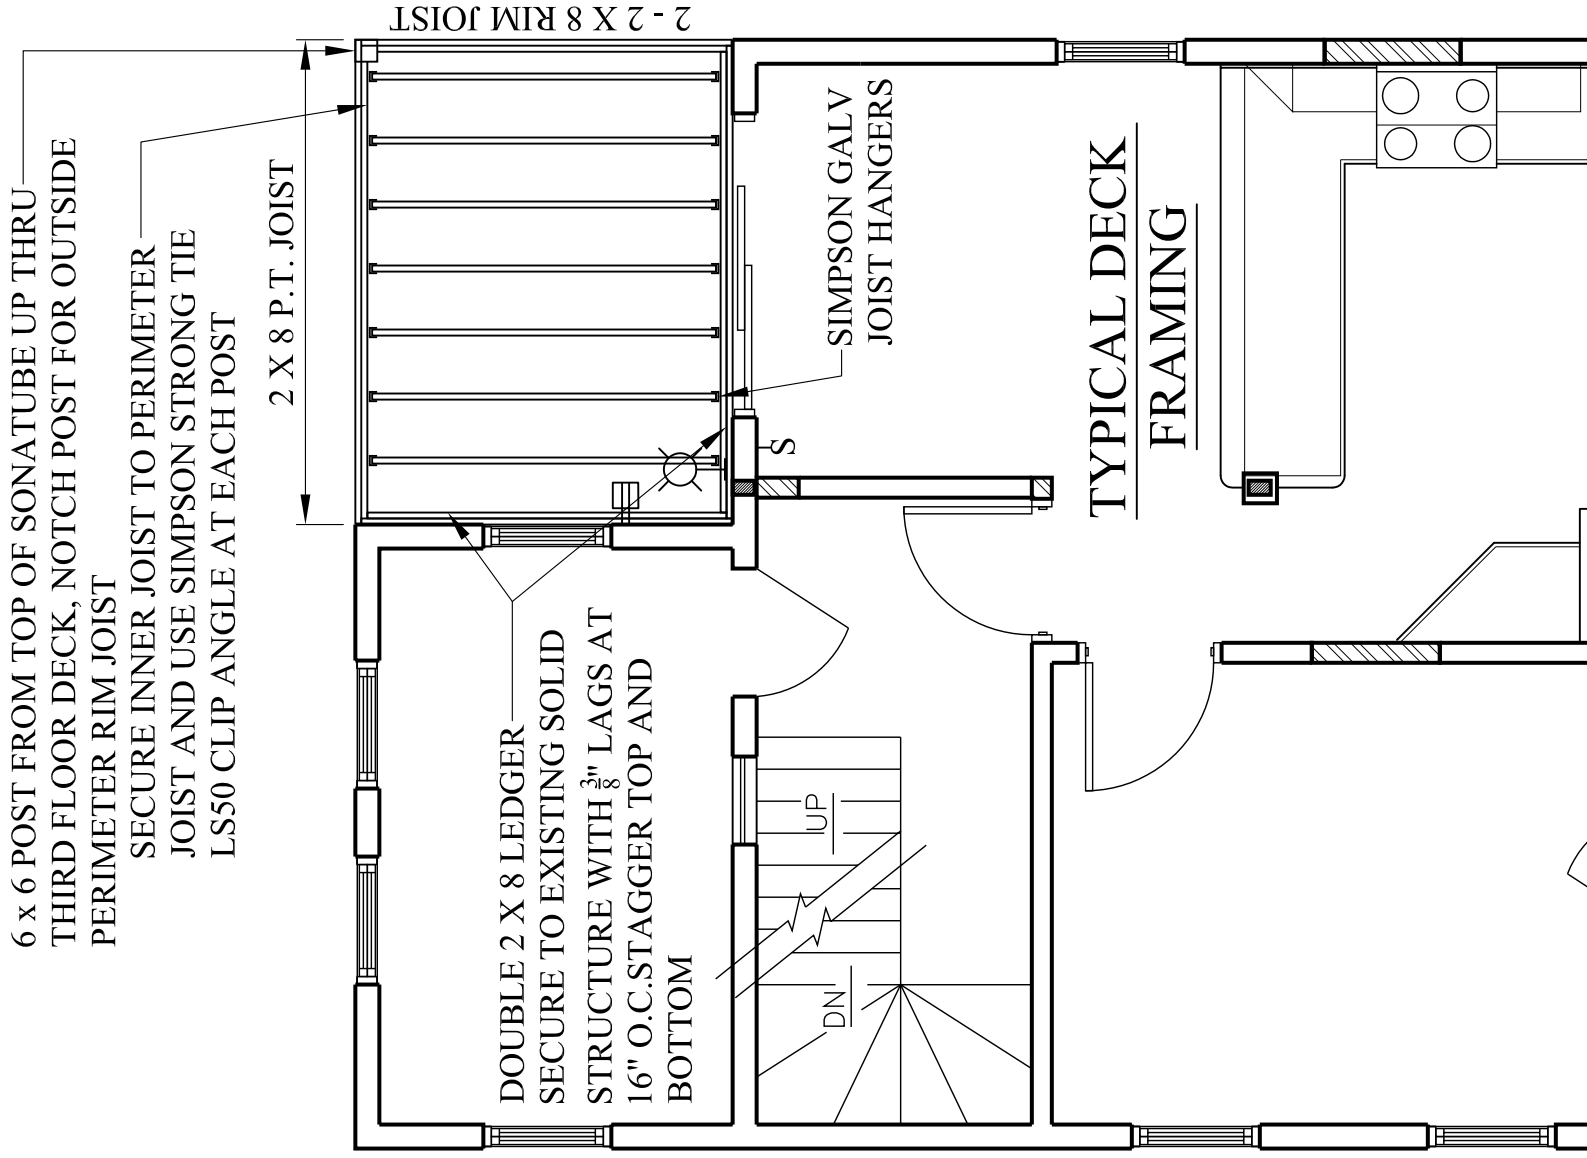 6 x 6 POST FROM TOP OF SONATUBE UP THRU
THIRD FLOOR DECK, NOTCH POST FOR OUTSIDE
PERIMETER RIM JOIST
SECURE INNER JOIST TO PERIMETER
JOIST AND USE SIMPSON STRONG TIE
LS50 CLIP ANGLE AT EACH POST
2 X 8 P.T. JOIST
2 - 2 X 8 RIM JOIST
DOUBLE 2 X 8 LEDGER
SECURE TO EXISTING SOLID
STRUCTURE WITH 3/8" LAGS AT
16" O.C.STAGGER TOP AND
BOTTOM
SIMPSON GALV
JOIST HANGERS
S
UP
DN
TYPICAL DECK
FRAMING